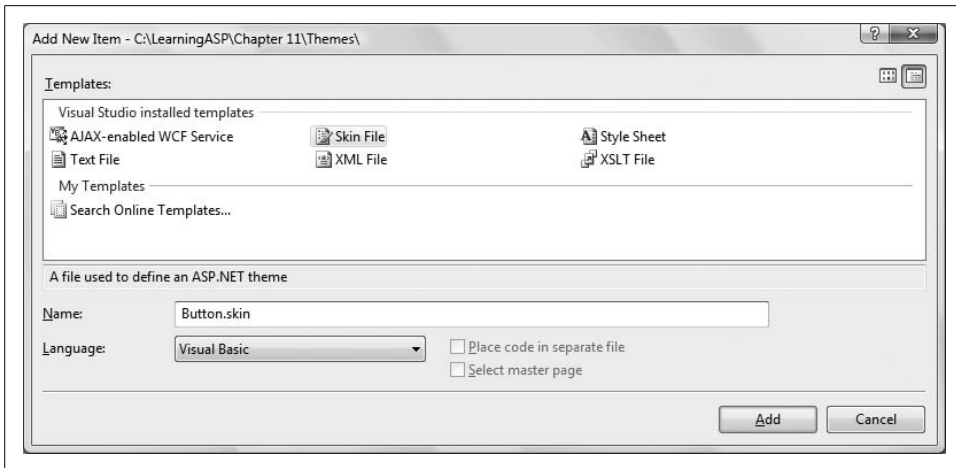 Add New Item - C:\LearningASP\Chapter 11\Themes\
Templates:
Visual Studio installed templates
AJAX-enabled WCF Service
Skin File
Style Sheet
Text File
XML File
XSLT File
My Templates
Search Online Templates...
A file used to define an ASP.NET theme
Name:
Button.skin
Language:
Visual Basic
Place code in separate file
Select master page
Add
Cancel